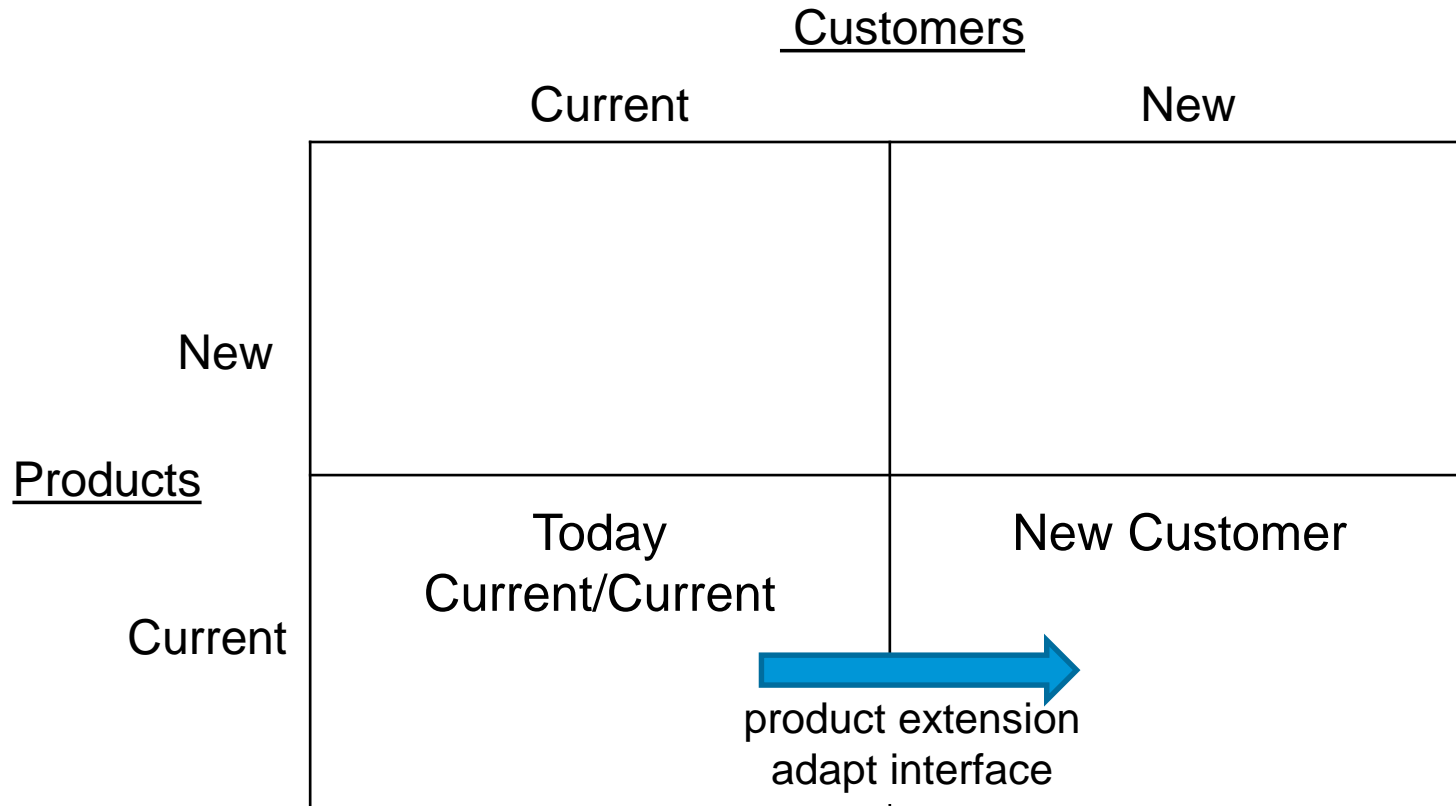 Customers
Current New
New
Products
Today New Customer
Current/Current
Current
product extension
adapt interface